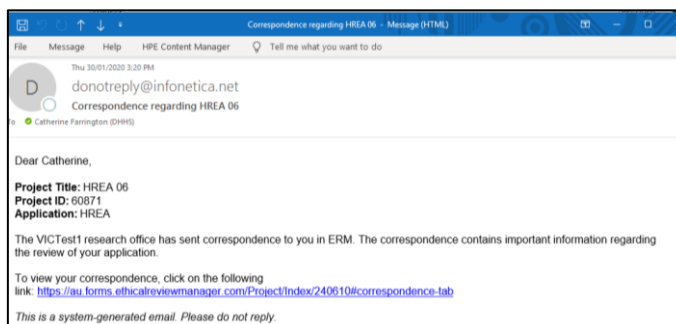 Correspondence regarding HREA 06 - Message (HTML)
File Message Help HPE Content Manager Tell me what you want to do
Thu 30/01/2020 3:20 PM
D
donotreply@infonetica.net
Correspondence regarding HREA 06
To Catherine Farrington (DHHS)
Dear Catherine,
Project Title: HREA 06
Project ID: 60871
Application: HREA
The VICTest1 research office has sent correspondence to you in ERM. The correspondence contains important information regarding
the review of your application.
To view your correspondence, click on the following
link: https://au.forms.ethicalreviewmanager.com/Project/Index/240610#correspondence-tab
This is a system-generated email. Please do not reply.